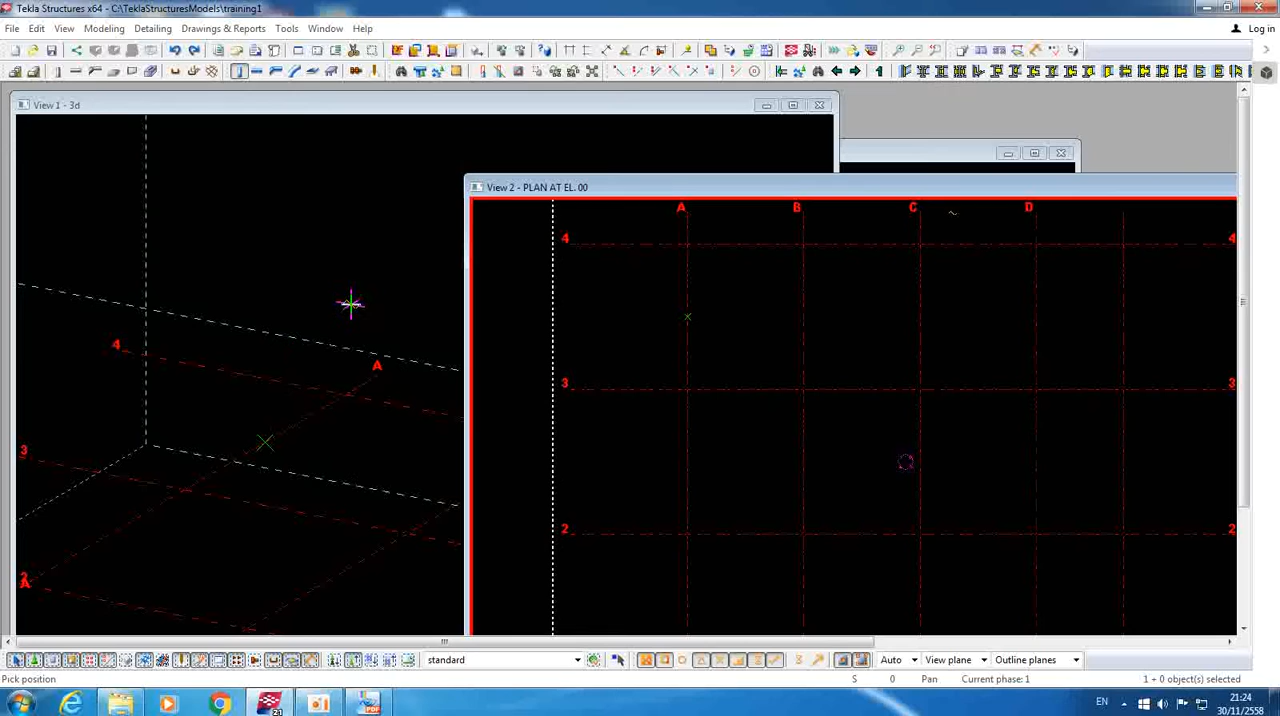 Tekla Structures x64 - C:\TeklaStructuresModels\training1
File Edit View Modeling Detailing Drawings & Reports Tools Window Help
Log in
View 1 - 3d
View 2 - PLAN AT EL. 00
A B C D
4 4
4
A
3 3
3
2 2
2
A
standard
Auto View plane Outline planes
Pick position
S 0 Pan Current phase: 1 1 + 0 object(s) selected
21
PDF
EN
21:24
30/11/2558